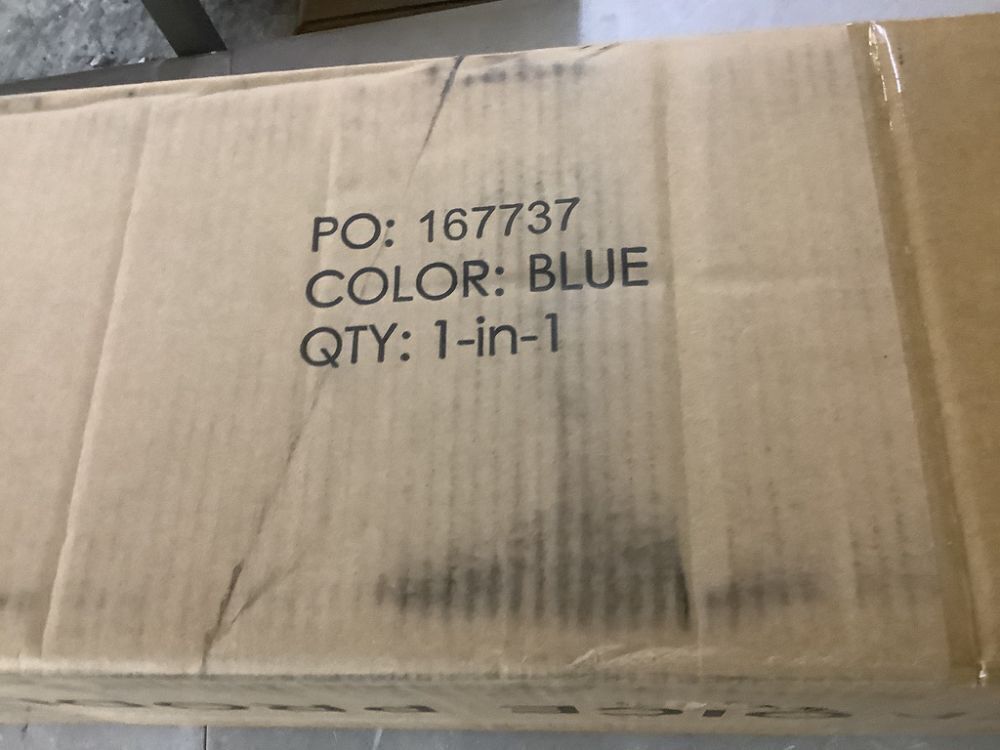 PO: 167737
COLOR: BLUE
QTY: 1-in-1